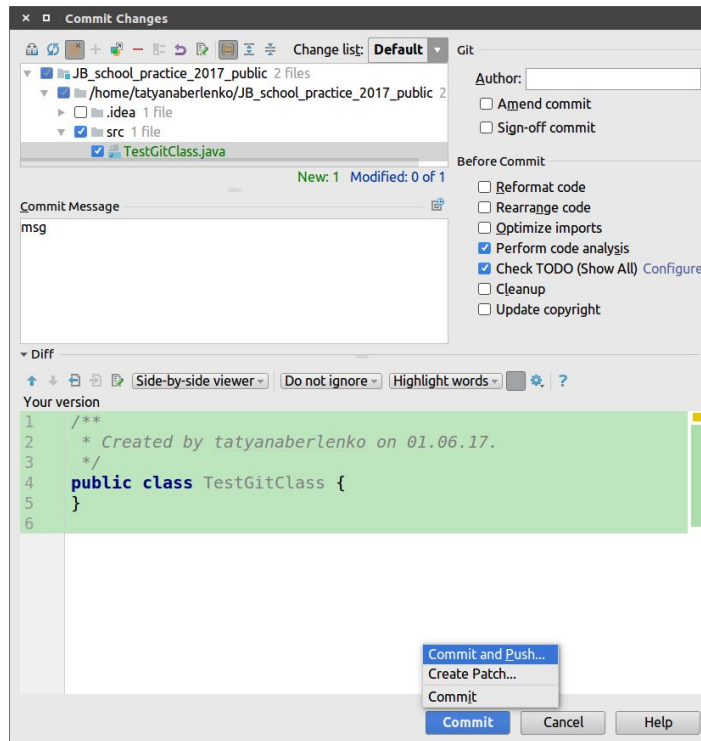 Commit Changes
Change list: Default
JB_school_practice_2017_public 2 files
/home/tatyanaberlenko/JB_school_practice_2017_public 2
.idea 1 file
src 1 file
TestGitClass.java
New: 1 Modified: 0 of 1
Commit Message
msg
Git
Author:
Amend commit
Sign-off commit
Before Commit
Reformat code
Rearrange code
Optimize imports
Perform code analysis
Check TODO (Show All) Configure
Cleanup
Update copyright
Diff
Side-by-side viewer Do not ignore Highlight words ?
Your version
1 /**
2 * Created by tatyanaberlenko on 01.06.17.
3 */
4 public class TestGitClass {
5 }
6
Commit and Push...
Create Patch...
Commit
Commit Cancel Help